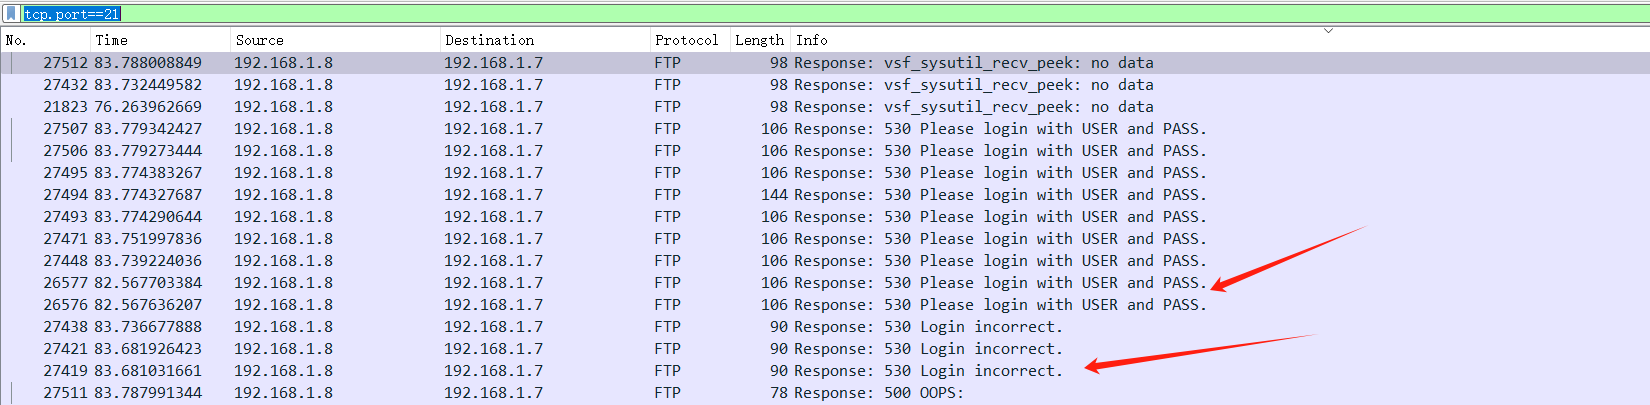 tcp.port==21
No. Time Source Destination Protocol Length Info
27512 83.788008849 192.168.1.8 192.168.1.7 FTP 98 Response: vsf_sysutil_recv_peek: no data
27432 83.732449582 192.168.1.8 192.168.1.7 FTP 98 Response: vsf_sysutil_recv_peek: no data
21823 76.263962669 192.168.1.8 192.168.1.7 FTP 98 Response: vsf_sysutil_recv_peek: no data
27507 83.779342427 192.168.1.8 192.168.1.7 FTP 106 Response: 530 Please login with USER and PASS.
27506 83.779273444 192.168.1.8 192.168.1.7 FTP 106 Response: 530 Please login with USER and PASS.
27495 83.774383267 192.168.1.8 192.168.1.7 FTP 106 Response: 530 Please login with USER and PASS.
27494 83.774327687 192.168.1.8 192.168.1.7 FTP 144 Response: 530 Please login with USER and PASS.
27493 83.774290644 192.168.1.8 192.168.1.7 FTP 106 Response: 530 Please login with USER and PASS.
27471 83.751997836 192.168.1.8 192.168.1.7 FTP 106 Response: 530 Please login with USER and PASS.
27448 83.739224036 192.168.1.8 192.168.1.7 FTP 106 Response: 530 Please login with USER and PASS.
26577 82.567703384 192.168.1.8 192.168.1.7 FTP 106 Response: 530 Please login with USER and PASS.
26576 82.567636207 192.168.1.8 192.168.1.7 FTP 106 Response: 530 Please login with USER and PASS.
27438 83.736677888 192.168.1.8 192.168.1.7 FTP 90 Response: 530 Login incorrect.
27421 83.681926423 192.168.1.8 192.168.1.7 FTP 90 Response: 530 Login incorrect.
27419 83.681031661 192.168.1.8 192.168.1.7 FTP 90 Response: 530 Login incorrect.
27511 83.787991344 192.168.1.8 192.168.1.7 FTP 78 Response: 500 OOPS: